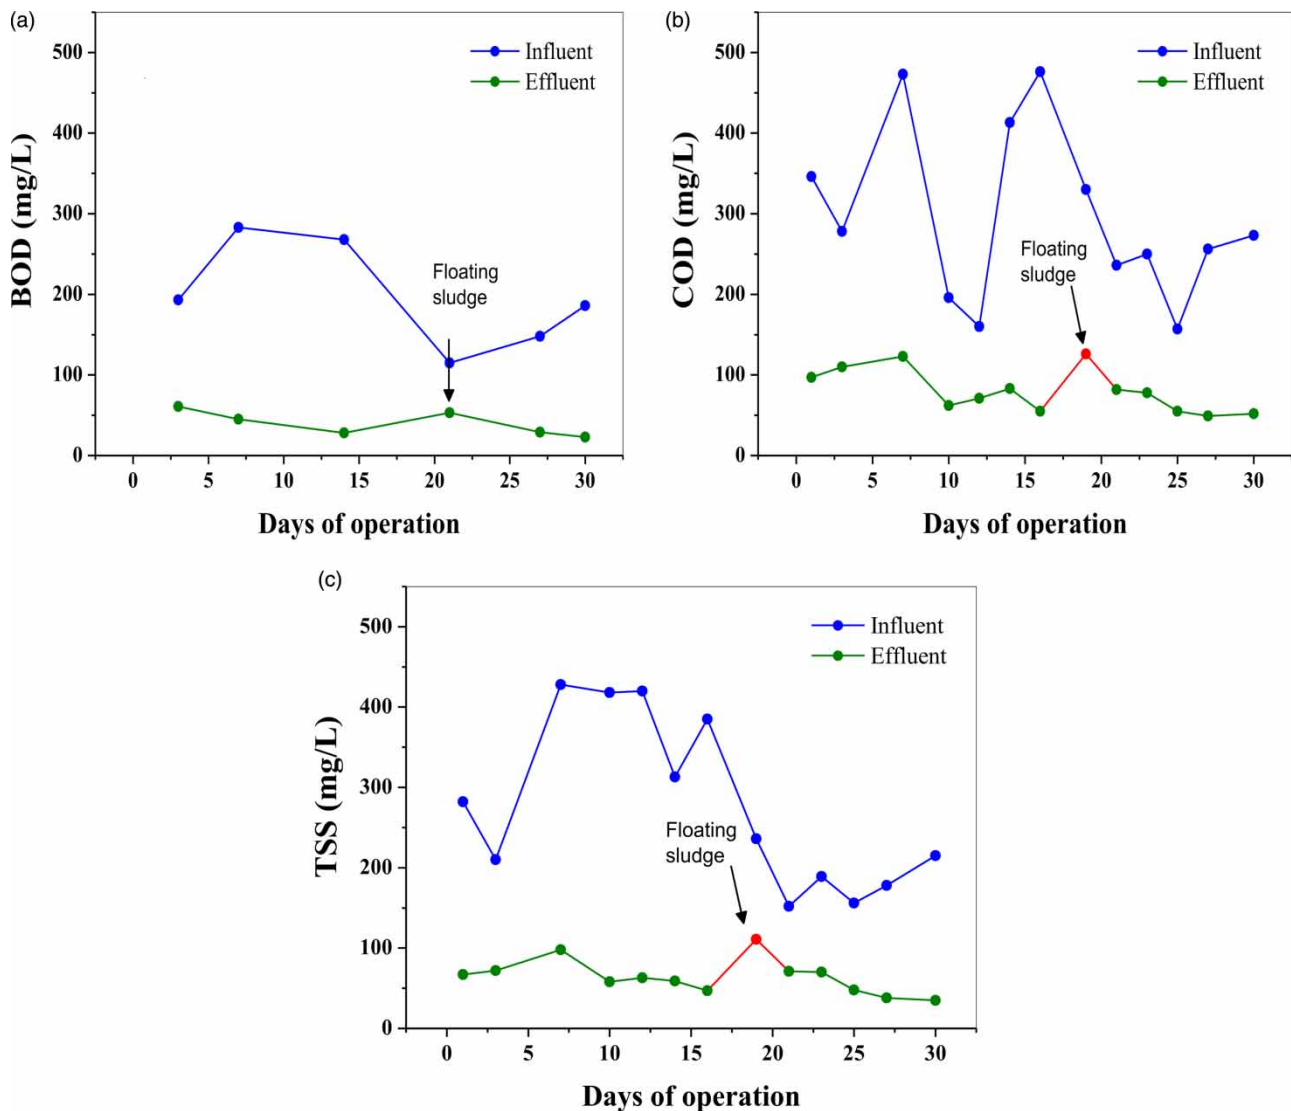 (a)
500
400
300
200
100
0
BOD (mg/L)
Influent
Effluent
Floating
sludge
0 5 10 15 20 25 30
Days of operation
(b)
500
400
300
200
100
0
COD (mg/L)
Influent
Effluent
Floating
sludge
0 5 10 15 20 25 30
Days of operation
(c)
500
400
300
200
100
0
TSS (mg/L)
Influent
Effluent
Floating
sludge
0 5 10 15 20 25 30
Days of operation